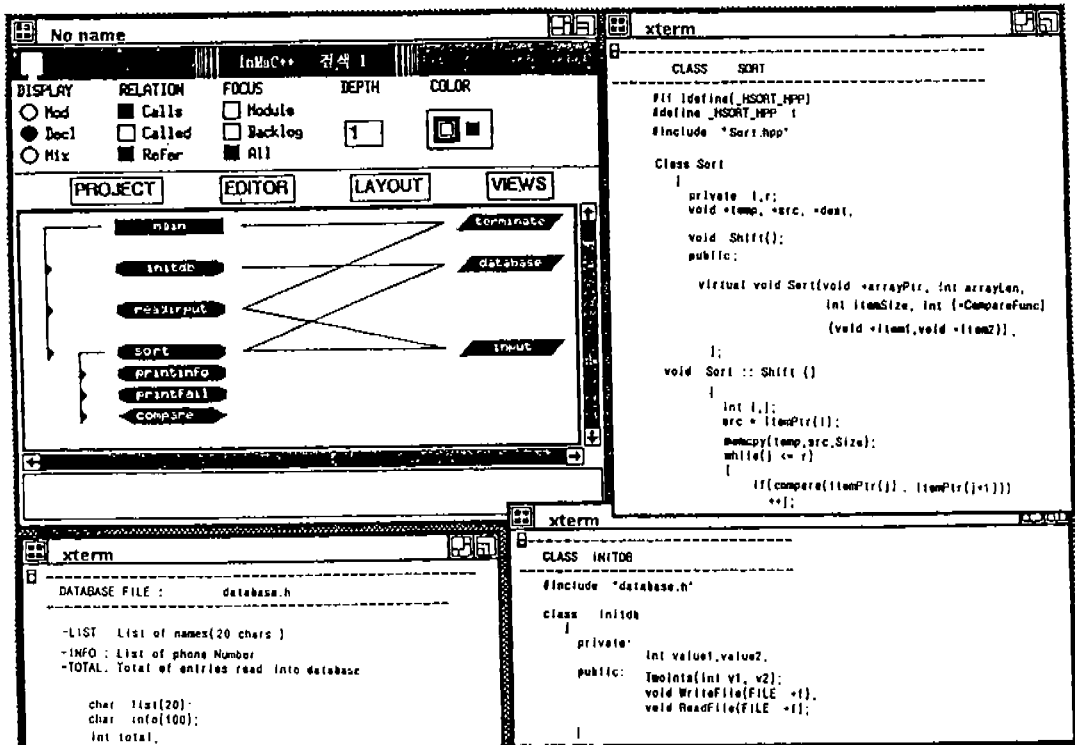 No name
InMaC++ 검색 1
DISPLAY RELATION FOCUS DEPTH COLOR
Mod Calls Module
Decl Called Backlog 1
Mix Refer All
PROJECT EDITOR LAYOUT VIEWS
main terminate
initdb database
readinput
sort input
printinfo
printfail
compare
xterm
CLASS SORT
#if !define(_HSORT_HPP)
#define _HSORT_HPP 1
#include "Sort.hpp"
Class Sort
{
private i,r;
void *temp, *src, *dest,
void Shift();
public:
virtual void Sort(void *arrayPtr, int arrayLen,
int itemSize, int (*CompareFunc)
(void *item1,void *item2)),
};
void Sort :: Shift ()
{
int i,j;
src = itemPtr(i);
memcpy(temp,src,Size);
while(j <= r)
{
if(compare(itemPtr(j), itemPtr(j+1)))
++j;
xterm
DATABASE FILE : database.h
-LIST List of names(20 chars )
-INFO : List of phone Number
-TOTAL. Total of entries read into database
char list(20);
char info(100);
int total,
xterm
CLASS INITDB
#include "database.h"
class Initdb
{
private:
int value1,value2,
public: TwoInts(int v1, v2);
void WriteFile(FILE *f),
void ReadFile(FILE *f);
}